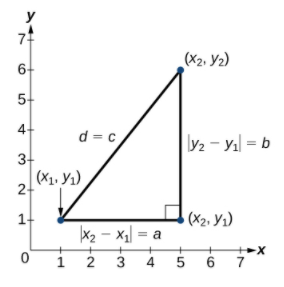 y
7
(x₂, y₂)
6
5
d = c
4
|y₂ − y₁| = b
3
(x₁, y₁)
2
1
(x₂, y₁)
|x₂ − x₁| = a
x
0
1 2 3 4 5 6 7